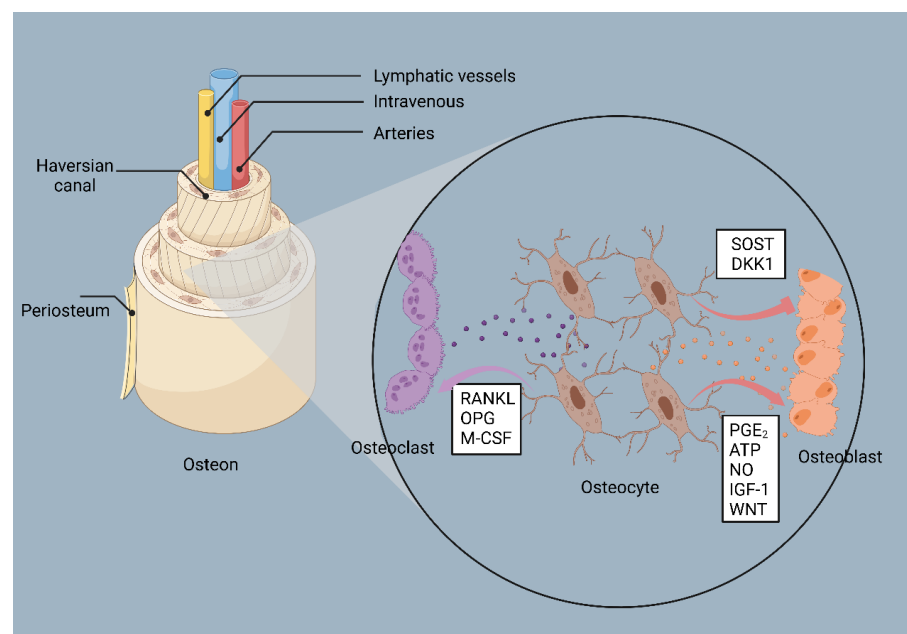 Lymphatic vessels
Intravenous
Arteries
Haversian
canal
Periosteum
Osteon
SOST
DKK1
RANKL
OPG
M-CSF
Osteoclast
Osteocyte
PGE₂
ATP
NO
IGF-1
WNT
Osteoblast